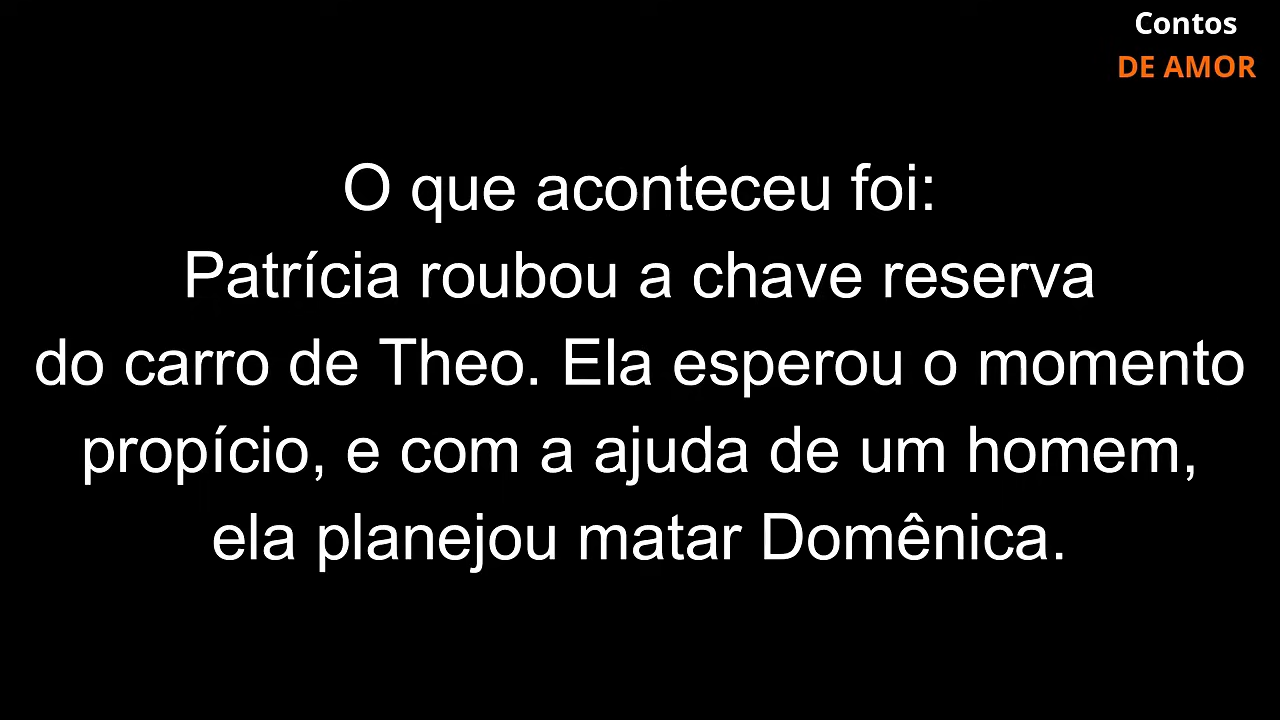 Contos
DE AMOR
O que aconteceu foi:
Patrícia roubou a chave reserva
do carro de Theo. Ela esperou o momento
propício, e com a ajuda de um homem,
ela planejou matar Domênica.